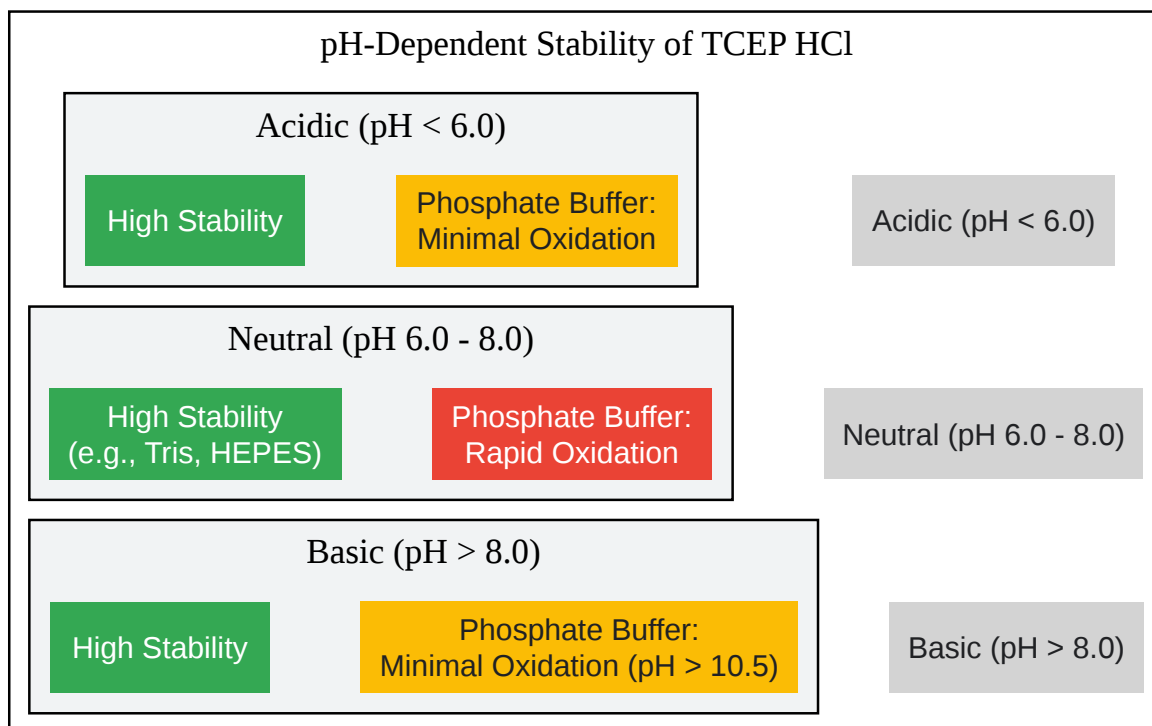 pH-Dependent Stability of TCEP HCl
Acidic (pH < 6.0)
High Stability
Phosphate Buffer:
Minimal Oxidation
Acidic (pH < 6.0)
Neutral (pH 6.0 - 8.0)
High Stability
(e.g., Tris, HEPES)
Phosphate Buffer:
Rapid Oxidation
Neutral (pH 6.0 - 8.0)
Basic (pH > 8.0)
High Stability
Phosphate Buffer:
Minimal Oxidation (pH > 10.5)
Basic (pH > 8.0)